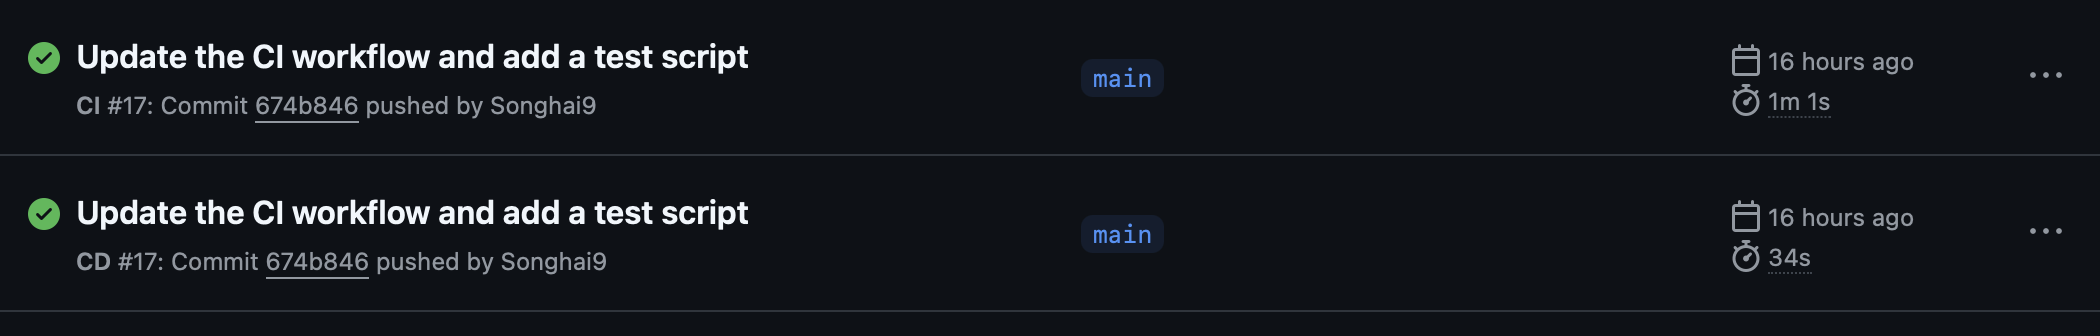 Update the CI workflow and add a test script
CI #17: Commit 674b846 pushed by Songhai9
main
16 hours ago
1m 1s
Update the CI workflow and add a test script
CD #17: Commit 674b846 pushed by Songhai9
main
16 hours ago
34s